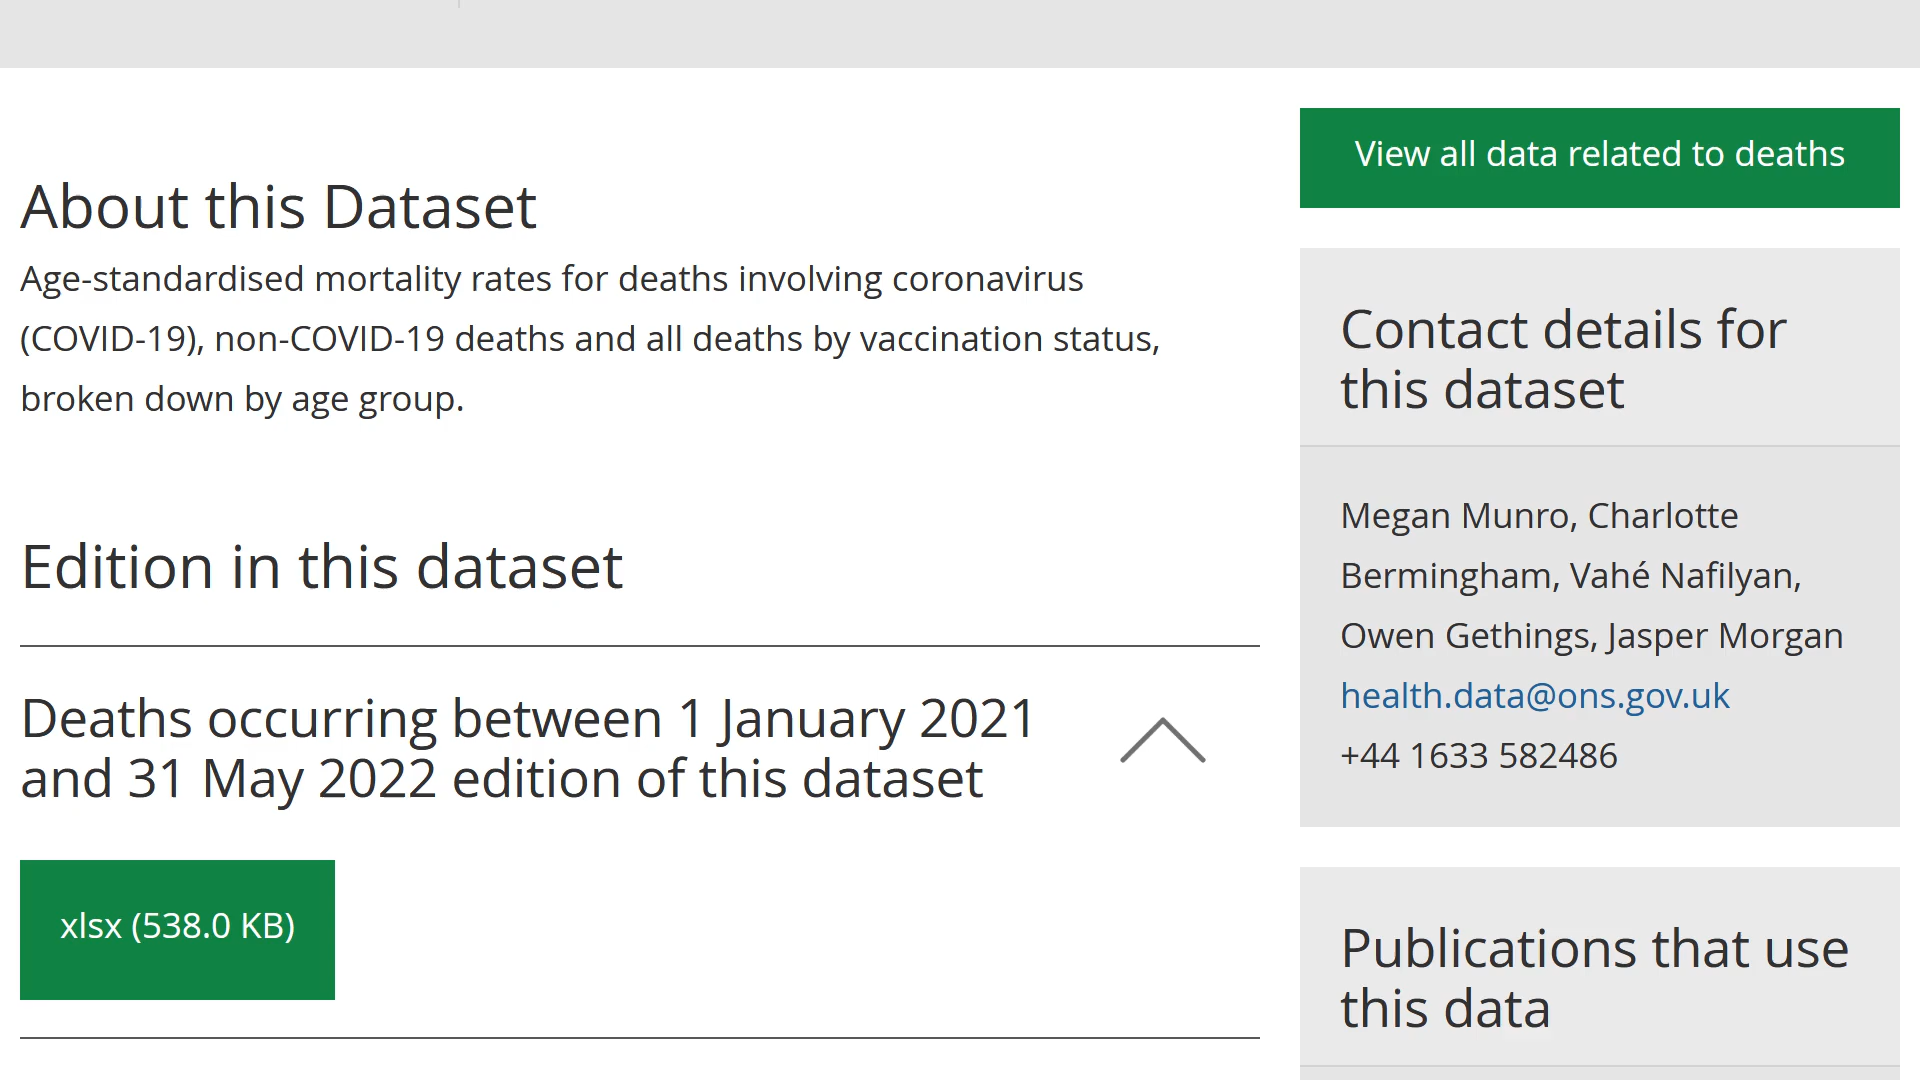 About this Dataset
Age-standardised mortality rates for deaths involving coronavirus
(COVID-19), non-COVID-19 deaths and all deaths by vaccination status,
broken down by age group.
Edition in this dataset
Deaths occurring between 1 January 2021
and 31 May 2022 edition of this dataset
xlsx (538.0 KB)
View all data related to deaths
Contact details for
this dataset
Megan Munro, Charlotte
Bermingham, Vahé Nafilyan,
Owen Gethings, Jasper Morgan
health.data@ons.gov.uk
+44 1633 582486
Publications that use
this data